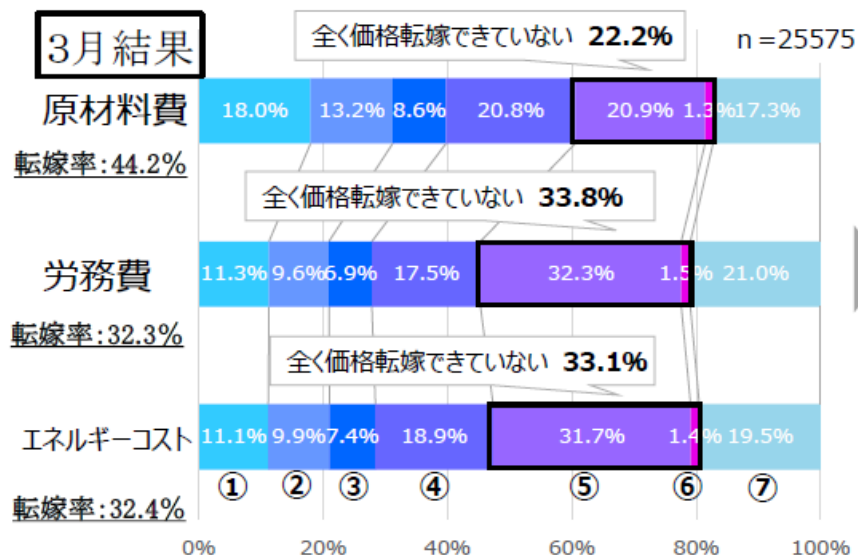 3月結果
全く価格転嫁できていない 22.2%
n=25575
原材料費
18.0% 13.2% 8.6% 20.8% 20.9% 1.3% 17.3%
転嫁率:44.2%
全く価格転嫁できていない 33.8%
労務費
11.3% 9.6% 6.9% 17.5% 32.3% 1.5% 21.0%
転嫁率:32.3%
全く価格転嫁できていない 33.1%
エネルギーコスト
11.1% 9.9% 7.4% 18.9% 31.7% 1.4% 19.5%
① ② ③ ④ ⑤ ⑥ ⑦
転嫁率:32.4%
0% 20% 40% 60% 80% 100%